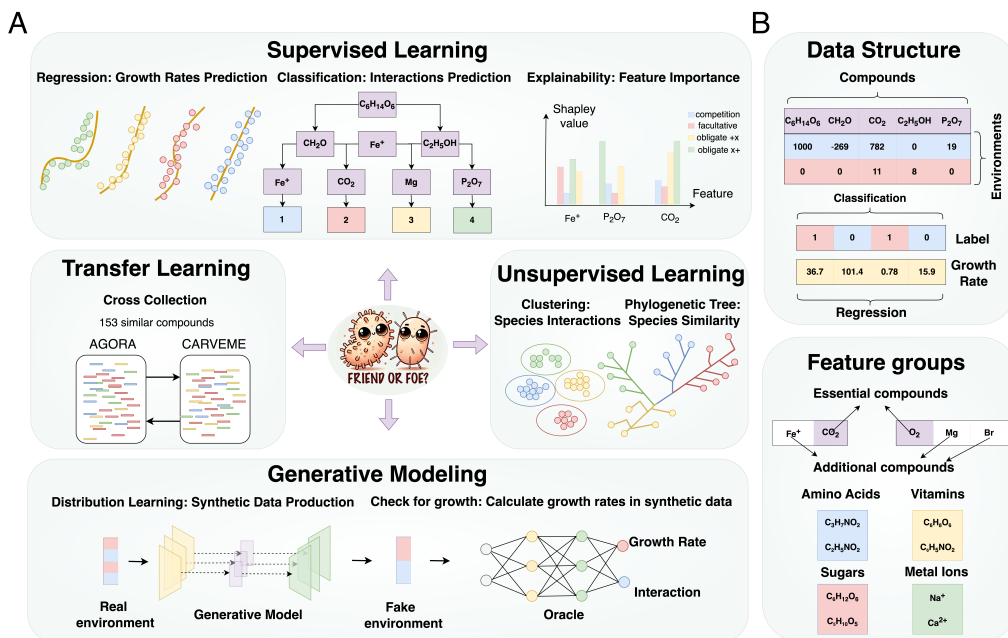 A
Supervised Learning
Regression: Growth Rates Prediction
Classification: Interactions Prediction
C₆H₁₄O₆
CH₂O
Fe⁺
C₂H₅OH
Fe⁺
CO₂
Mg
P₂O₇
1
2
3
4
Explainability: Feature Importance
Shapley
value
competition
facultative
obligate +x
obligate x+
Feature
Fe⁺
P₂O₇
CO₂
Transfer Learning
Cross Collection
153 similar compounds
AGORA
CARVEME
FRIEND OR FOE?
Unsupervised Learning
Clustering:
Species Interactions
Phylogenetic Tree:
Species Similarity
Generative Modeling
Distribution Learning: Synthetic Data Production
Check for growth: Calculate growth rates in synthetic data
Real
environment
Generative Model
Fake
environment
Oracle
Growth Rate
Interaction
B
Data Structure
Compounds
C₆H₁₄O₆ CH₂O CO₂ C₂H₅OH P₂O₇
1000 -269 782 0 19
0 0 11 8 0
Environments
Classification
1 0 1 0
Label
36.7 101.4 0.78 15.9
Growth
Rate
Regression
Feature groups
Essential compounds
Fe⁺ CO₂ O₂ Mg Br
Additional compounds
Amino Acids
C₃H₇NO₂
C₂H₅NO₂
Vitamins
C₆H₈O₆
C₆H₅NO₂
Sugars
C₆H₁₂O₆
C₅H₁₀O₅
Metal Ions
Na⁺
Ca²⁺